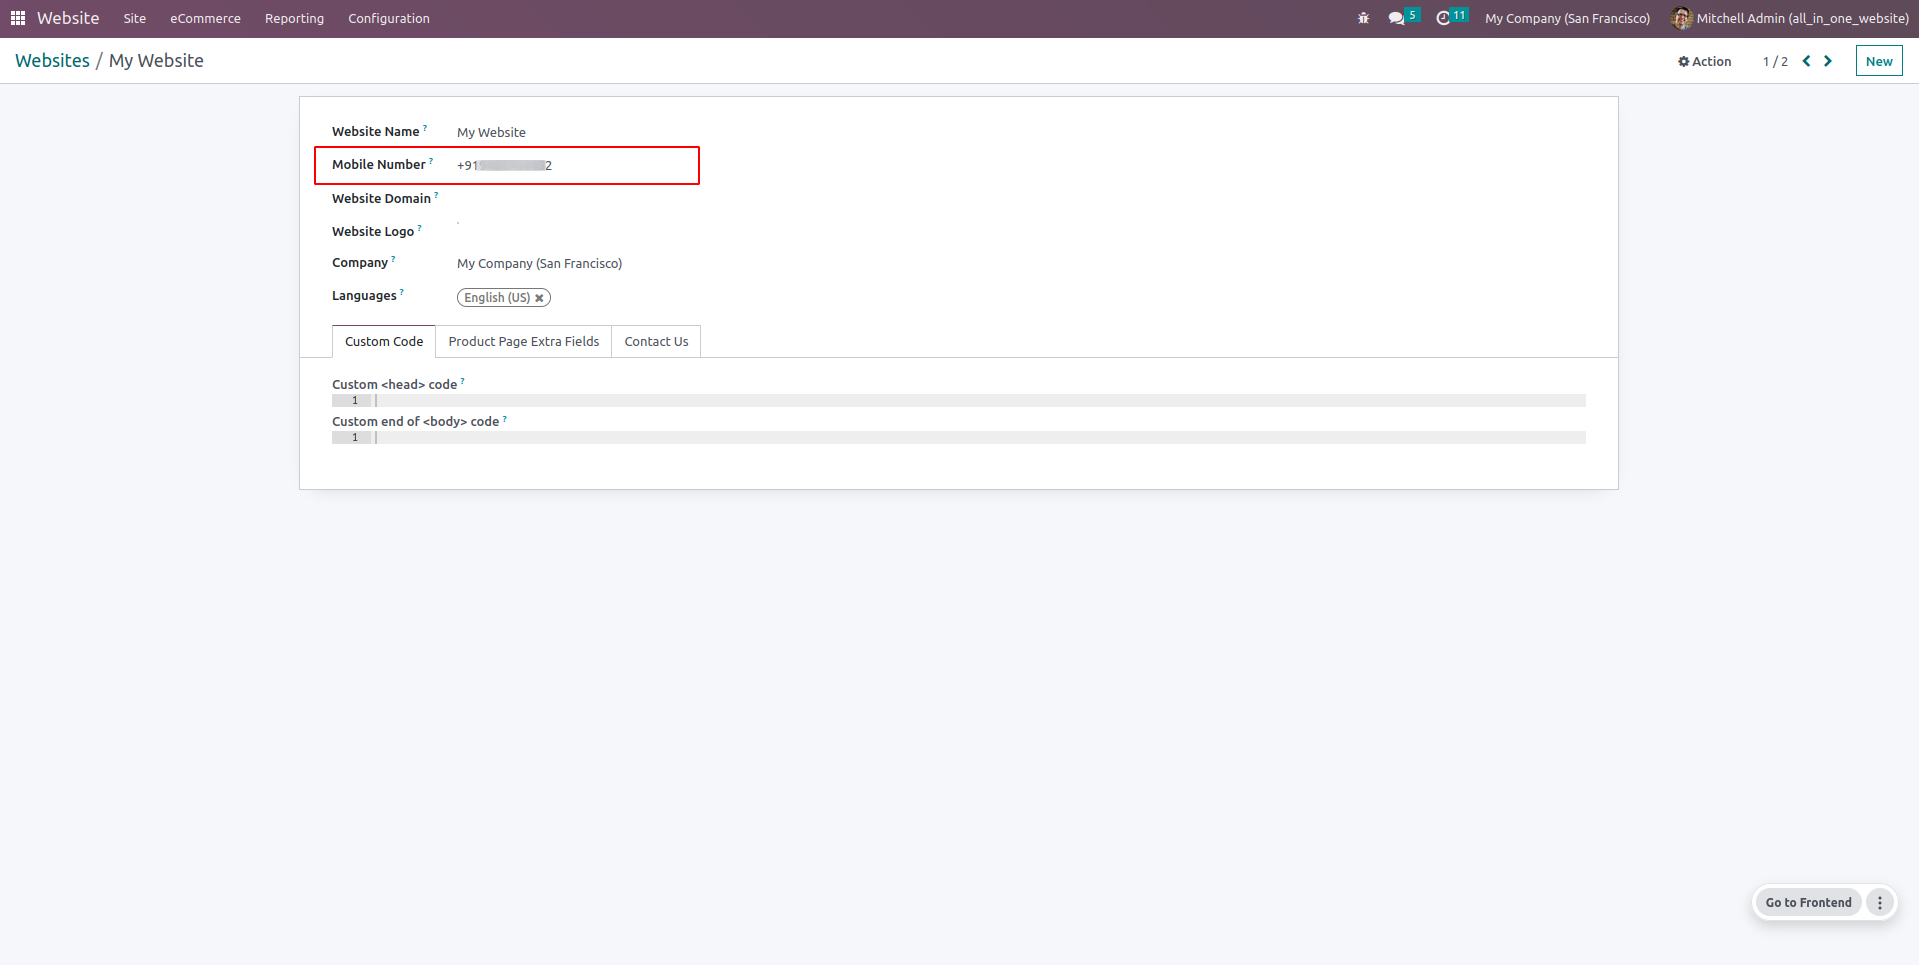 Website Site eCommerce Reporting Configuration 5 11 My Company (San Francisco) Mitchell Admin (all_in_one_website)
Websites / My Website Action 1 / 2 New
Website Name ? My Website
Mobile Number ? +91 2
Website Domain ?
Website Logo ?
Company ? My Company (San Francisco)
Languages ? English (US)
Custom Code Product Page Extra Fields Contact Us
Custom <head> code ?
1
Custom end of <body> code ?
1
Go to Frontend